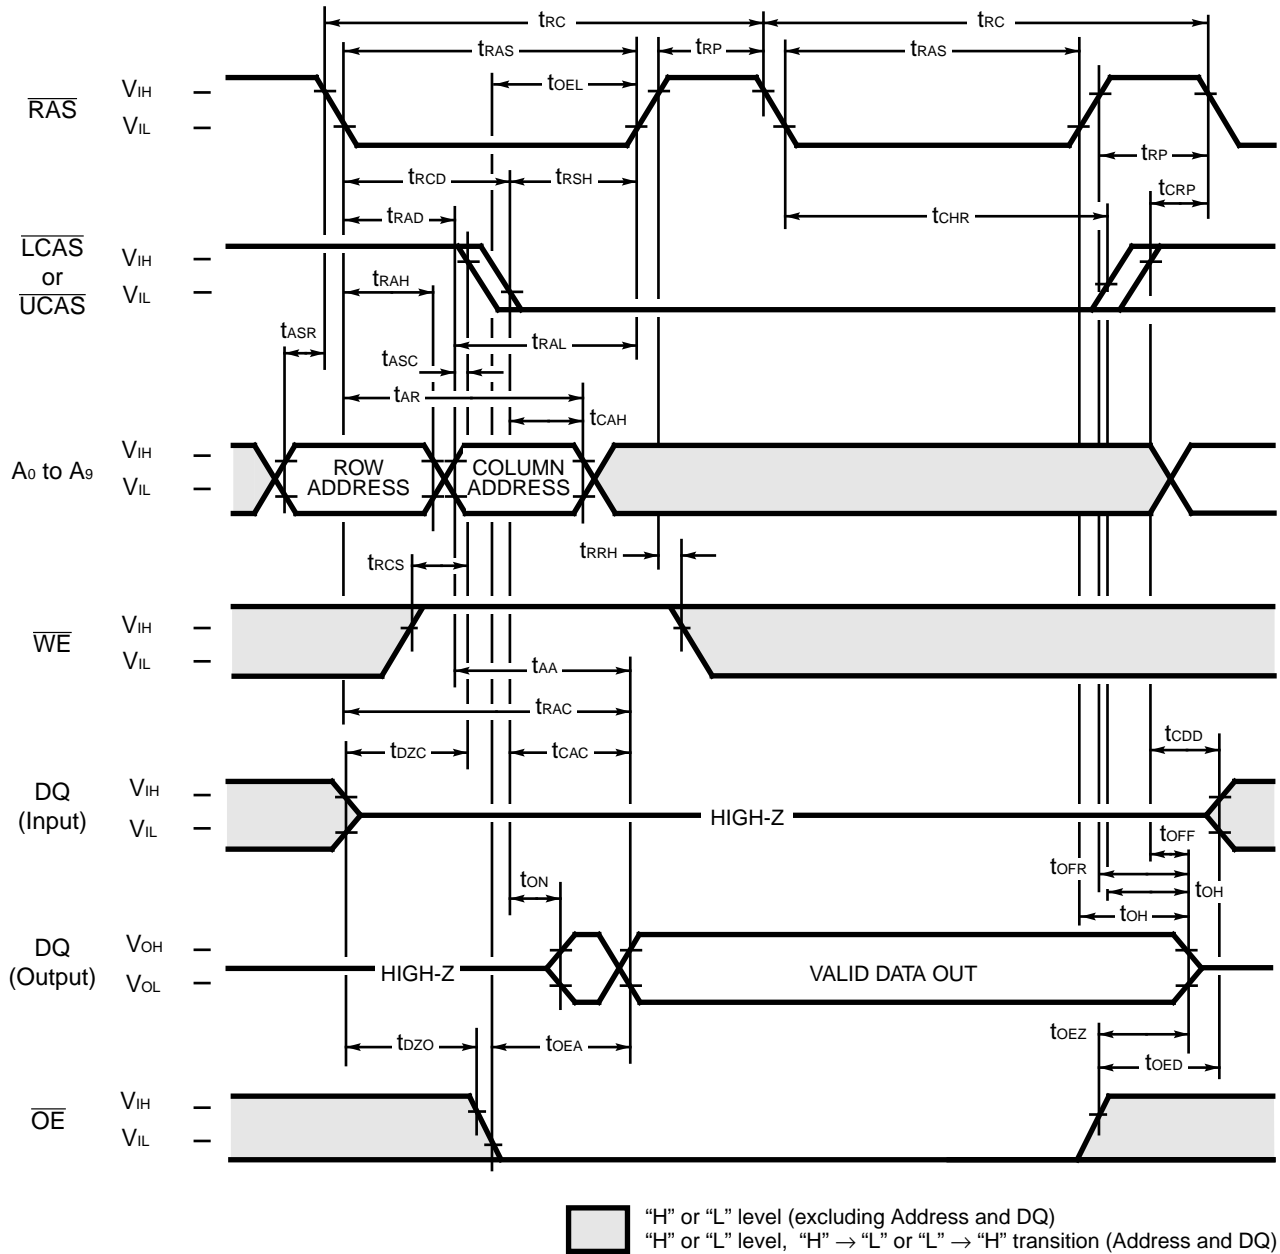 tRC tRC
tRAS tRP tRAS
tOEL
RAS VIH
VIL
tRP
tRCD tRSH
tCRP
tRAD tCHR
LCAS
or
UCAS
VIH
VIL
tRAH
tASR
tRAL
tASC
tAR
tCAH
A0 to A9 VIH
VIL
ROW
ADDRESS
COLUMN
ADDRESS
tRRH
tRCS
WE VIH
VIL
tAA
tRAC
tDZC tCAC tCDD
DQ
(Input)
VIH
VIL
HIGH-Z
tOFF
tOFR
tON tOH
tOH
DQ
(Output)
VOH
VOL
HIGH-Z VALID DATA OUT
tOEZ
tDZO tOEA
tOED
OE VIH
VIL
“H” or “L” level (excluding Address and DQ)
“H” or “L” level, “H” → “L” or “L” → “H” transition (Address and DQ)